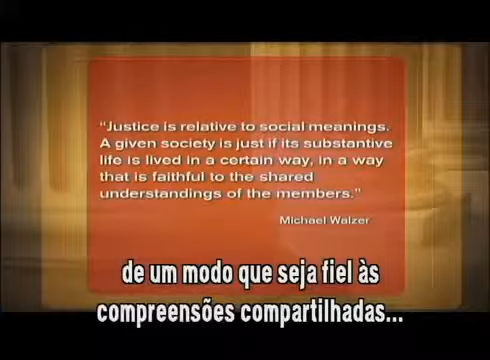 “Justice is relative to social meanings.
A given society is just if its substantive
life is lived in a certain way, in a way
that is faithful to the shared
understandings of the members.”
Michael Walzer
de um modo que seja fiel às
compreensões compartilhadas...